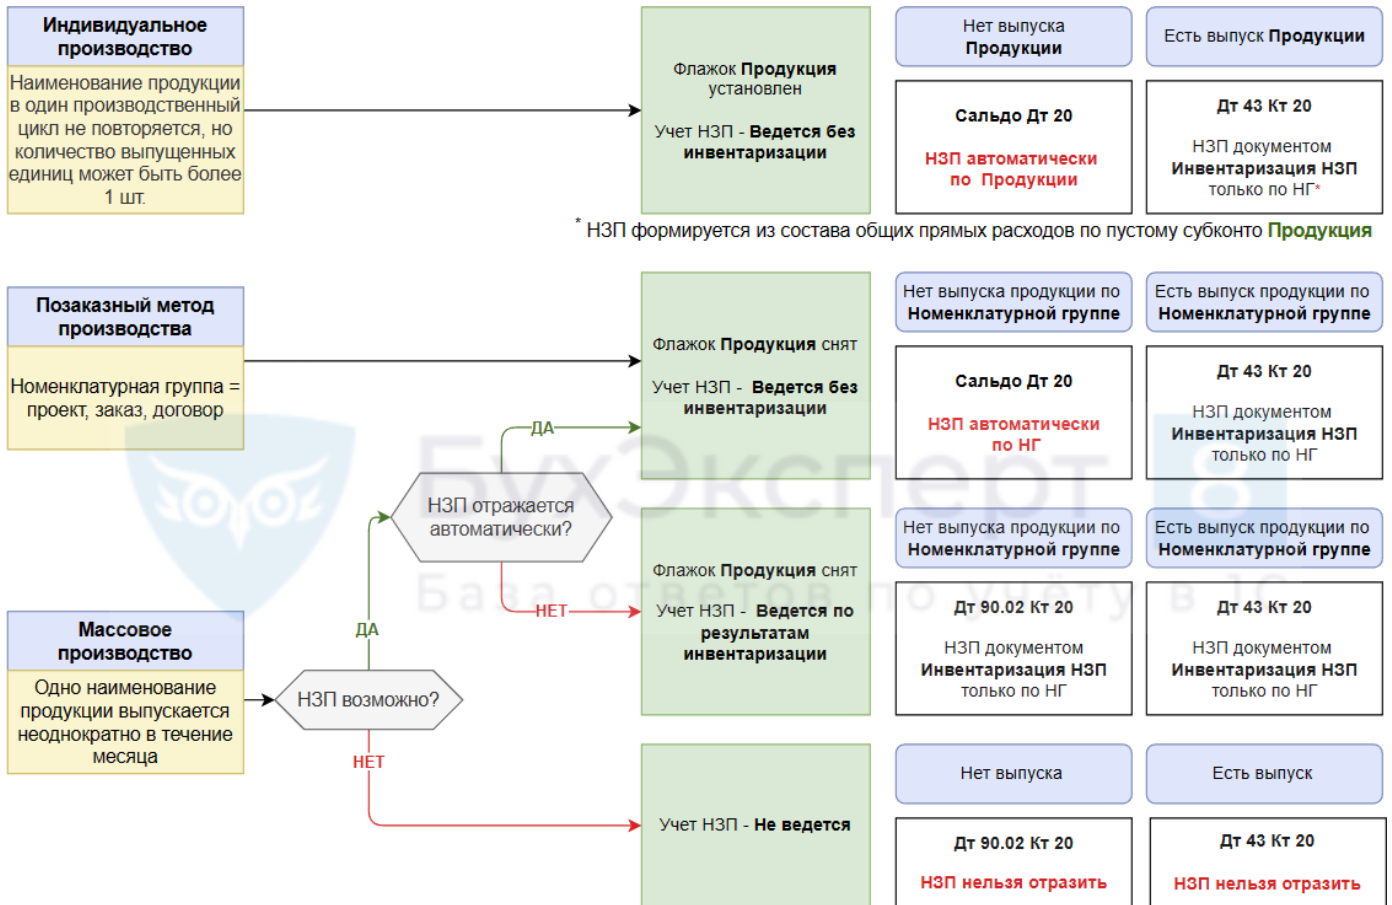 Индивидуальное
производство
Наименование продукции
в один производственный
цикл не повторяется, но
количество выпущенных
единиц может быть более
1 шт.
Флажок Продукция
установлен
Учет НЗП - Ведется без
инвентаризации
Нет выпуска
Продукции
Сальдо Дт 20
НЗП автоматически
по Продукции
Есть выпуск Продукции
Дт 43 Кт 20
НЗП документом
Инвентаризация НЗП
только по НГ*
* НЗП формируется из состава общих прямых расходов по пустому субконто Продукция
Позаказный метод
производства
Номенклатурная группа =
проект, заказ, договор
Флажок Продукция снят
Учет НЗП - Ведется без
инвентаризации
Нет выпуска продукции по
Номенклатурной группе
Сальдо Дт 20
НЗП автоматически
по НГ
Есть выпуск продукции по
Номенклатурной группе
Дт 43 Кт 20
НЗП документом
Инвентаризация НЗП
только по НГ
БухЭксперт 8
База ответов по учёту в 1С
ДА
НЗП отражается
автоматически?
НЕТ
Флажок Продукция снят
Учет НЗП - Ведется по
результатам
инвентаризации
Нет выпуска продукции по
Номенклатурной группе
Дт 90.02 Кт 20
НЗП документом
Инвентаризация НЗП
только по НГ
Есть выпуск продукции по
Номенклатурной группе
Дт 43 Кт 20
НЗП документом
Инвентаризация НЗП
только по НГ
Массовое
производство
Одно наименование
продукции выпускается
неоднократно в течение
месяца
ДА
НЗП возможно?
НЕТ
Учет НЗП - Не ведется
Нет выпуска
Дт 90.02 Кт 20
НЗП нельзя отразить
Есть выпуск
Дт 43 Кт 20
НЗП нельзя отразить